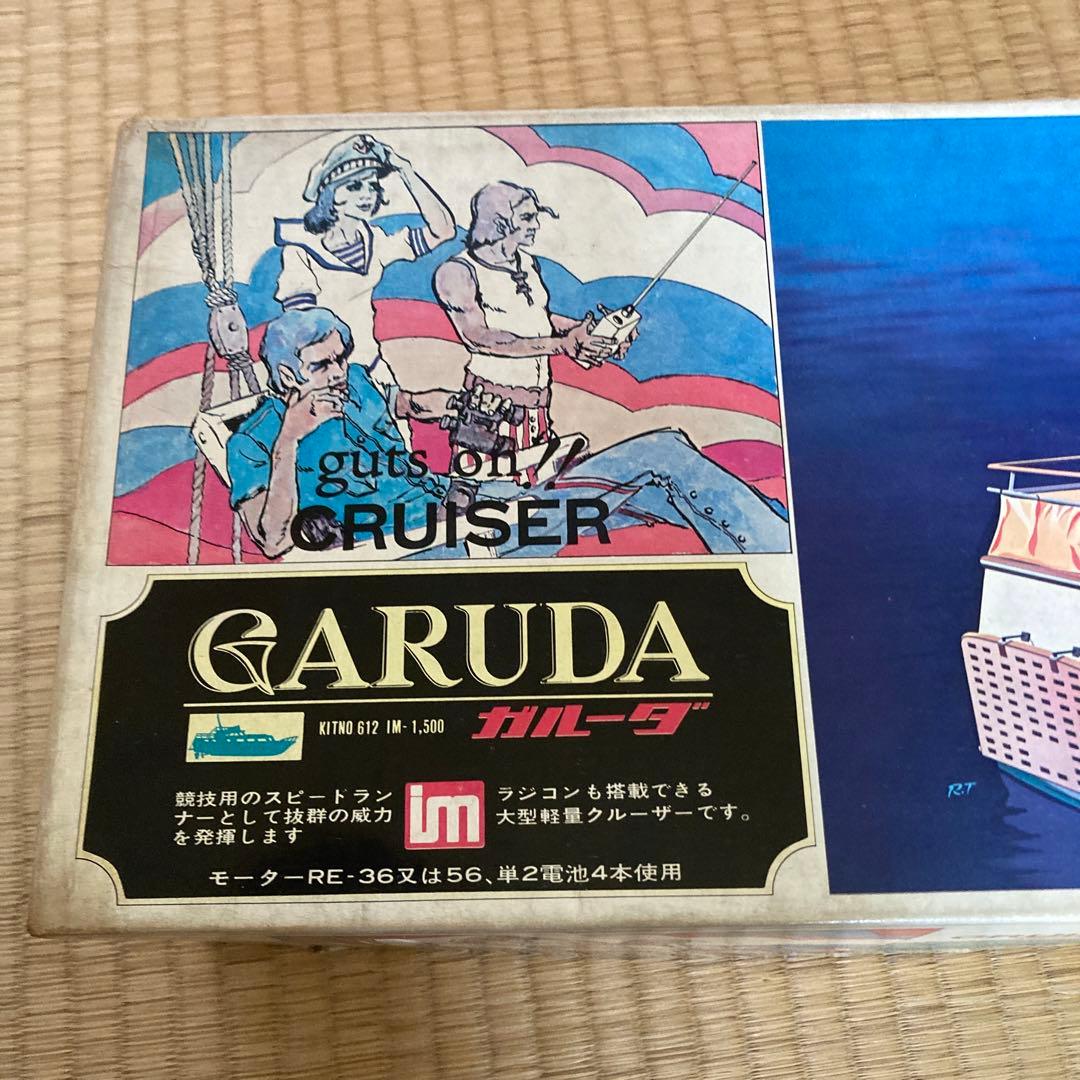 guts on!!
CRUISER
GARUDA
KITNO 612 IM-1,500
ガルーダ
競技用のスピードラン
ナーとして抜群の威力
を発揮します
im
ラジコンも搭載できる
大型軽量クルーザーです。
モーターRE-36又は56、単2電池4本使用
R.T